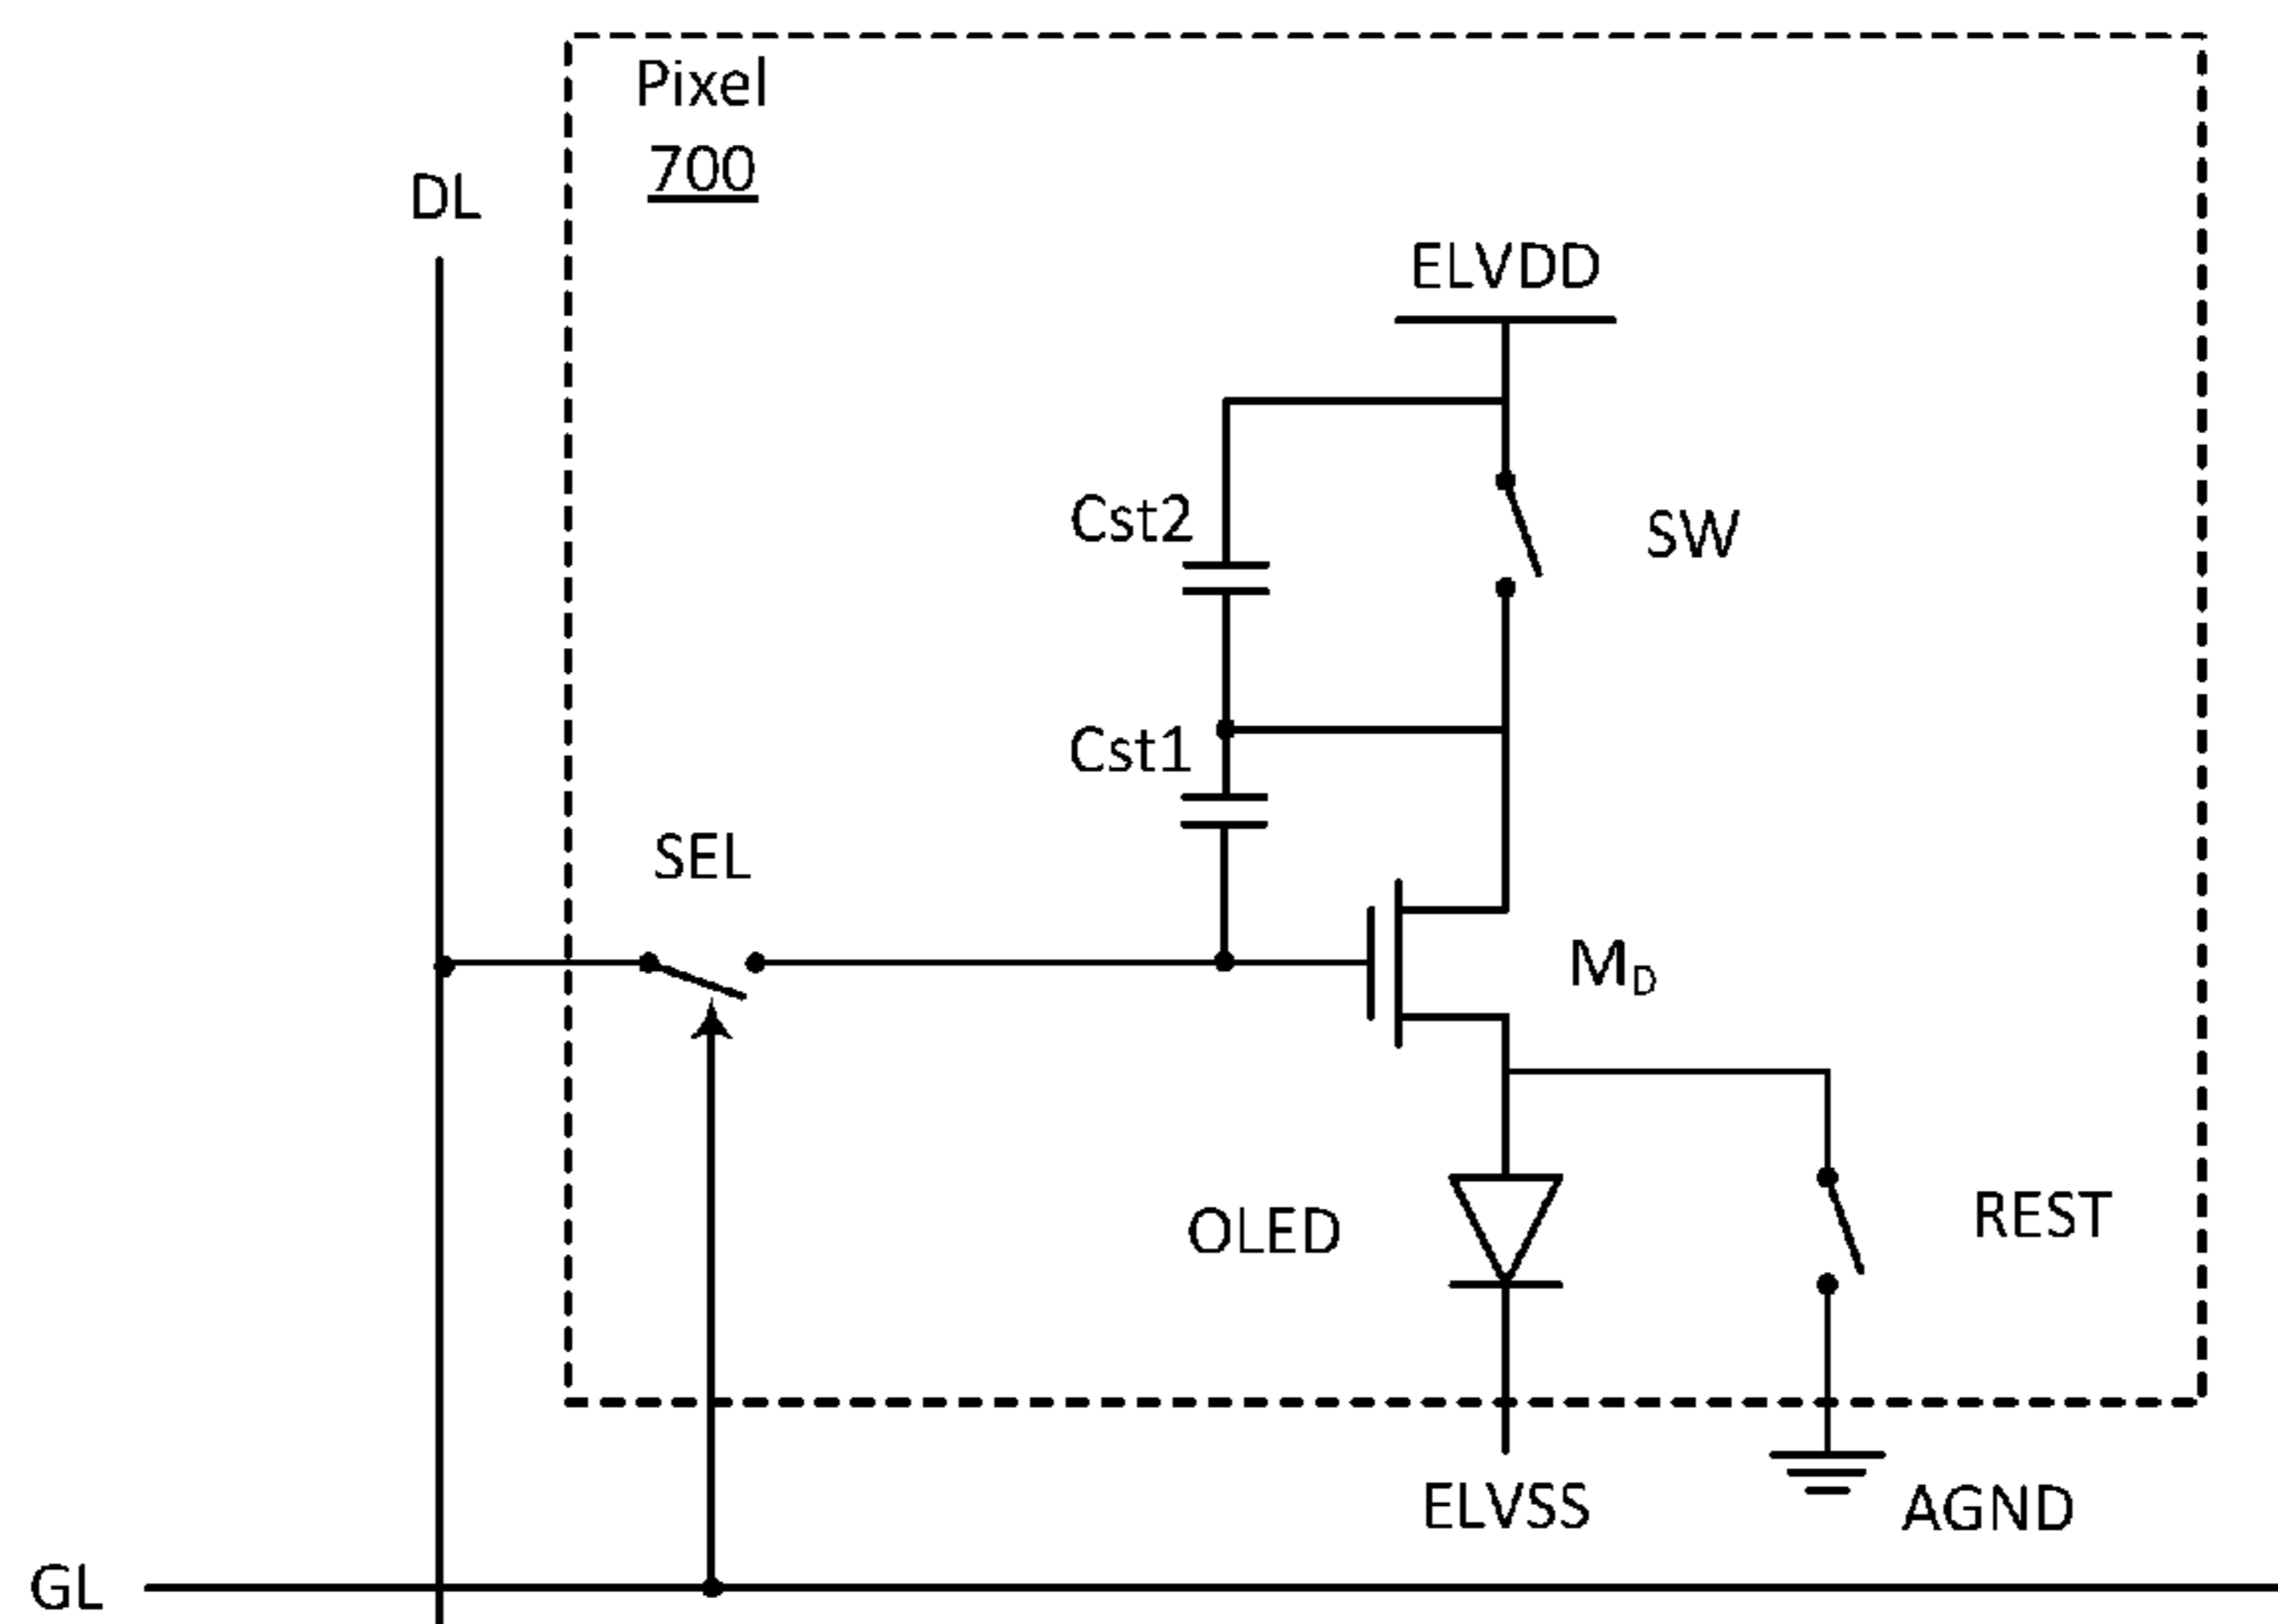 Pixel
700
DL
ELVDD
Cst2
SW
Cst1
SEL
MD
OLED
REST
ELVSS
AGND
GL